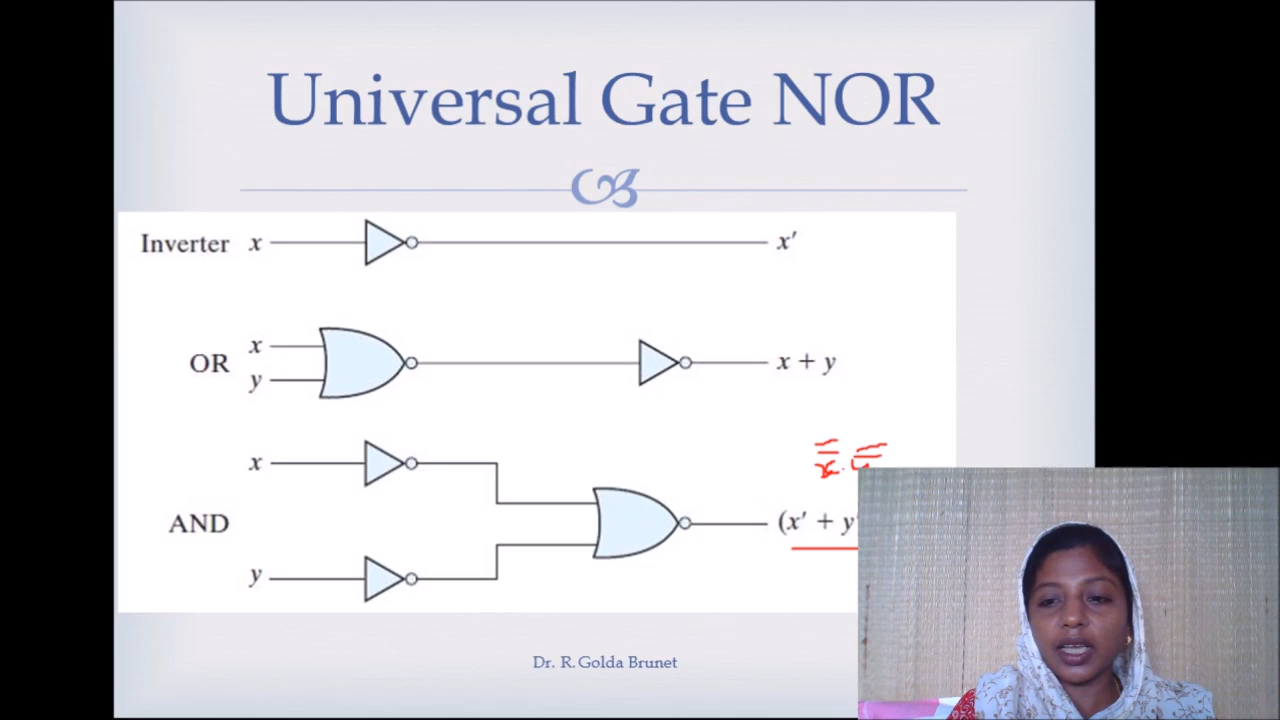 Universal Gate NOR
Inverter x x′
OR x y x + y
x̿ . y̿
AND x y (x′ + y′
Dr. R. Golda Brunet